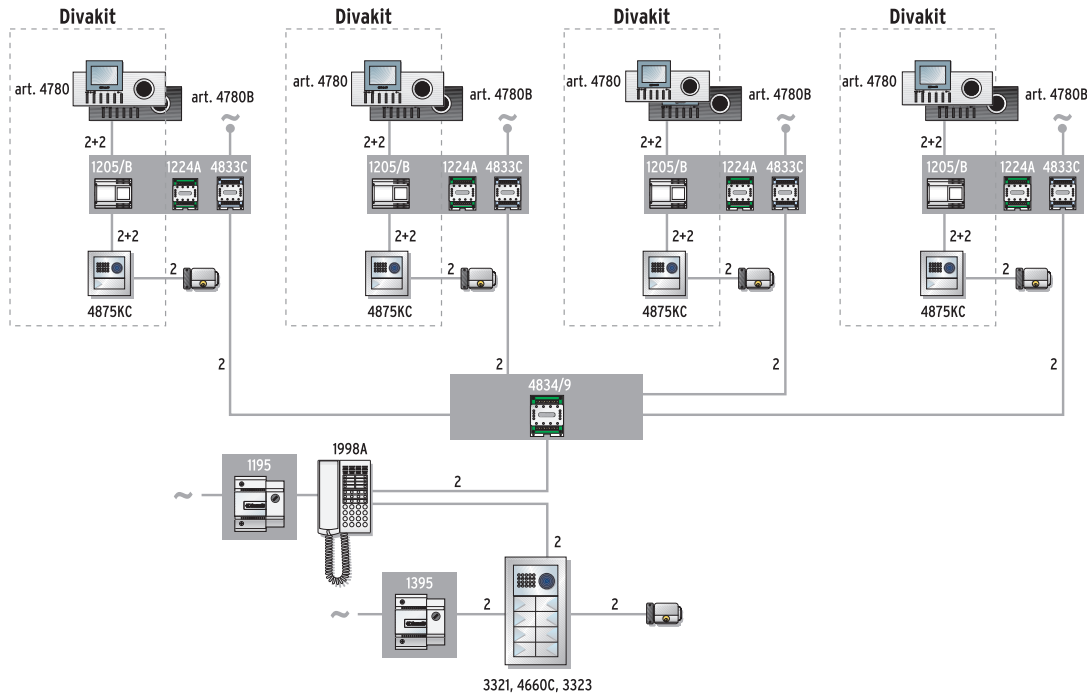 Divakit
Divakit
Divakit
Divakit
art. 4780
art. 4780B
art. 4780
art. 4780B
art. 4780
art. 4780B
art. 4780
art. 4780B
~
~
~
~
2+2
2+2
2+2
2+2
1205/B 1224A 4833C
1205/B 1224A 4833C
1205/B 1224A 4833C
1205/B 1224A 4833C
2+2
2+2
2+2
2+2
2
2
2
2
4875KC
4875KC
4875KC
4875KC
2
2
2
2
4834/9
1998A
1195
~
2
2
1395
~
2
2
3321, 4660C, 3323